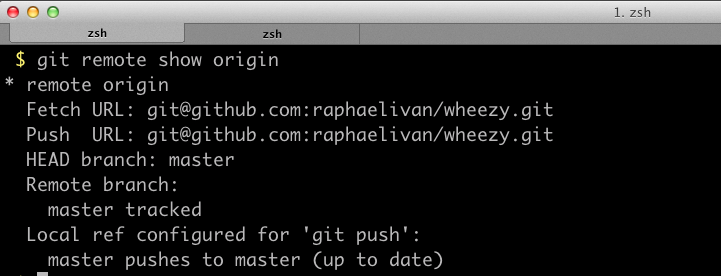 1. zsh
zsh
zsh
$ git remote show origin
* remote origin
  Fetch URL: git@github.com:raphaelivan/wheezy.git
  Push  URL: git@github.com:raphaelivan/wheezy.git
  HEAD branch: master
  Remote branch:
    master tracked
  Local ref configured for 'git push':
    master pushes to master (up to date)